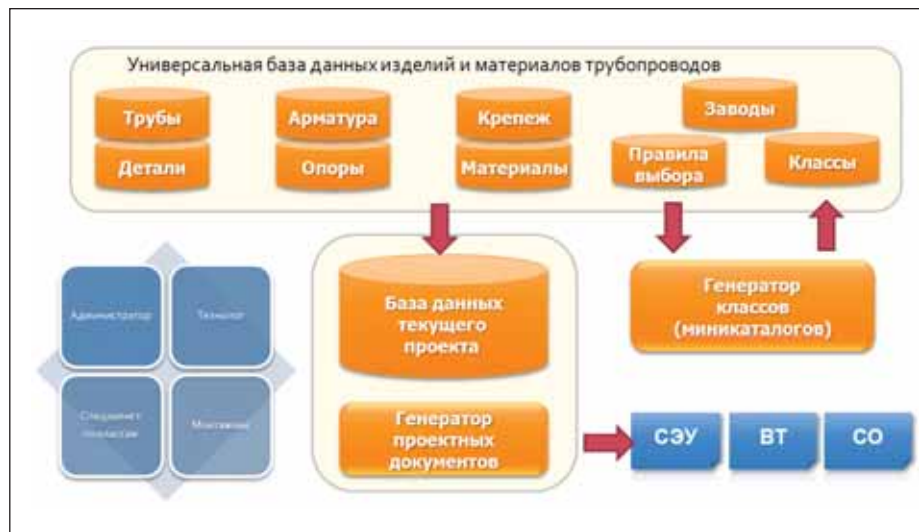 Универсальная база данных изделий и материалов трубопроводов
Трубы
Арматура
Крепеж
Заводы
Детали
Опоры
Материалы
Правила
выбора
Классы
Администратор
Технолог
Специалист
Монтажник
База данных
текущего
проекта
Генератор
классов
(миникаталогов)
Генератор
проектных
документов
СЭУ
ВТ
СО